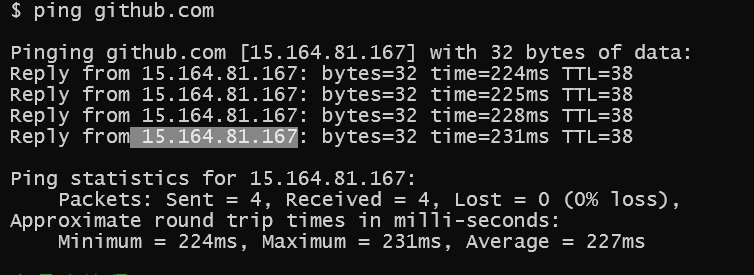 $ ping github.com
Pinging github.com [15.164.81.167] with 32 bytes of data:
Reply from 15.164.81.167: bytes=32 time=224ms TTL=38
Reply from 15.164.81.167: bytes=32 time=225ms TTL=38
Reply from 15.164.81.167: bytes=32 time=228ms TTL=38
Reply from 15.164.81.167: bytes=32 time=231ms TTL=38
Ping statistics for 15.164.81.167:
    Packets: Sent = 4, Received = 4, Lost = 0 (0% loss),
Approximate round trip times in milli-seconds:
    Minimum = 224ms, Maximum = 231ms, Average = 227ms